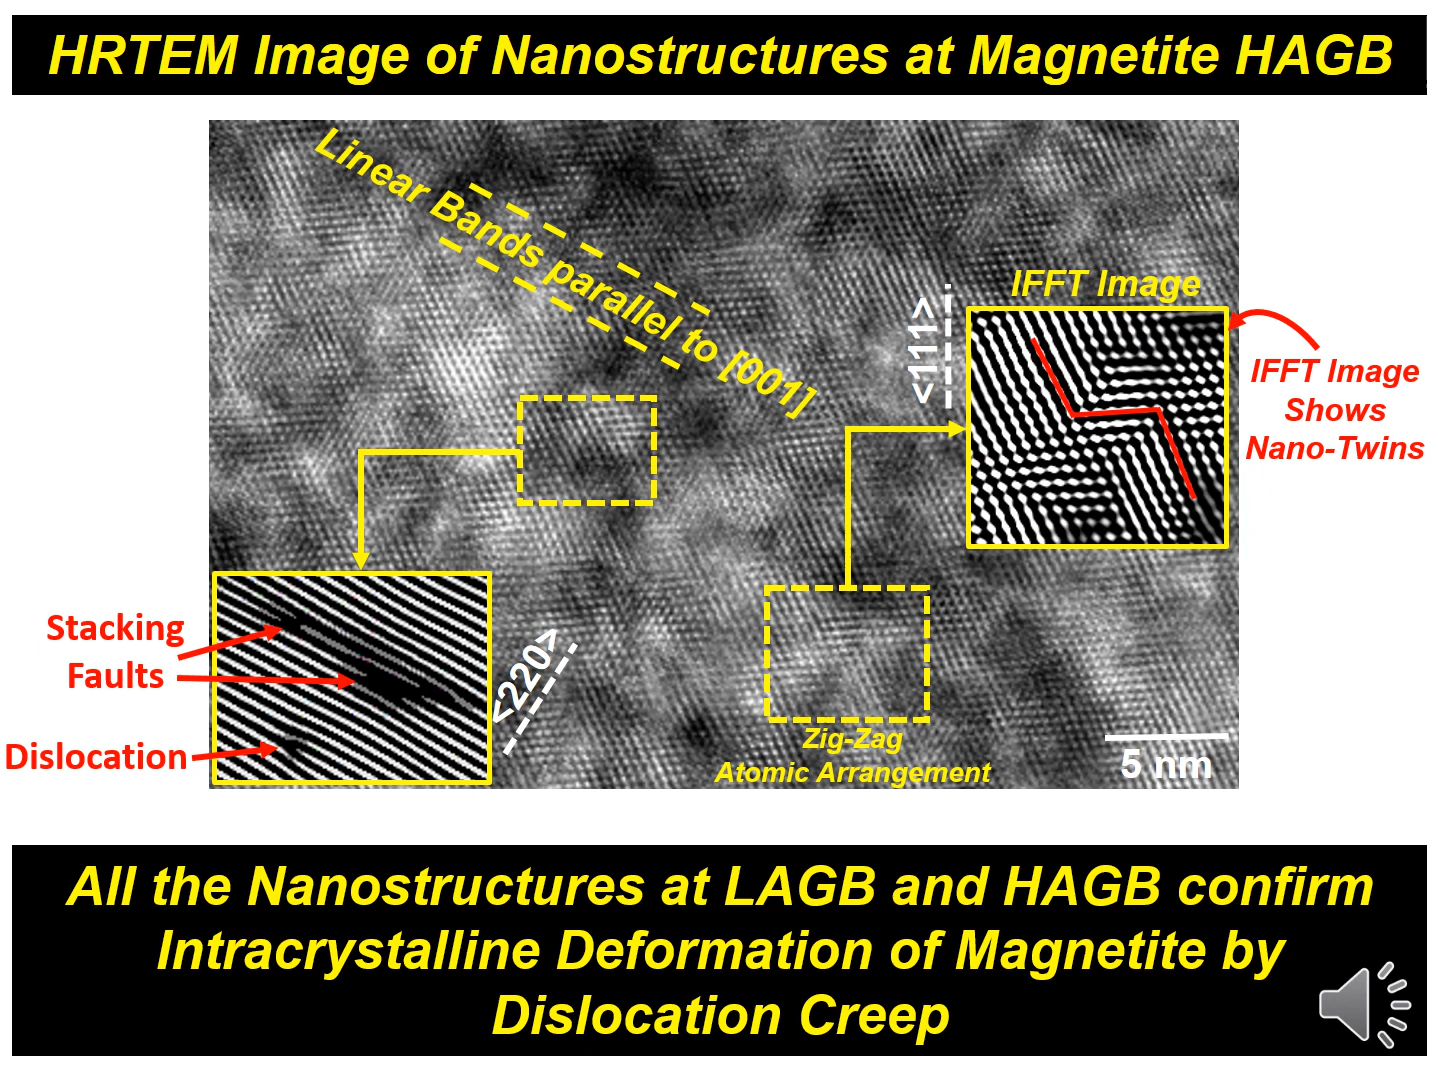 HRTEM Image of Nanostructures at Magnetite HAGB
Linear Bands parallel to [001]
<111>
IFFT Image
IFFT Image
Shows
Nano-Twins
Stacking
Faults
Dislocation
<220>
Zig-Zag
Atomic Arrangement
5 nm
All the Nanostructures at LAGB and HAGB confirm
Intracrystalline Deformation of Magnetite by
Dislocation Creep